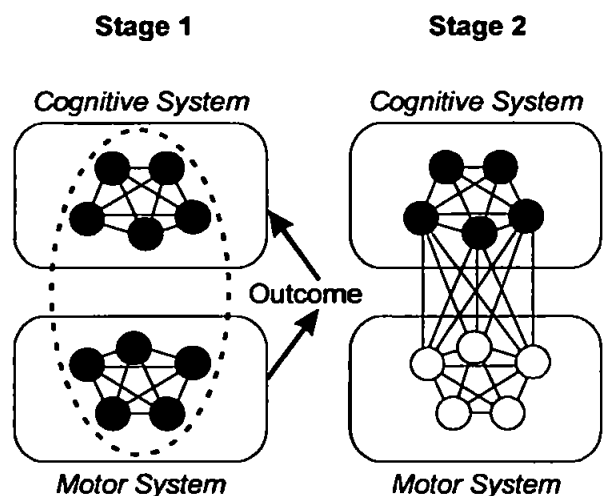 Stage 1
Stage 2
Cognitive System
Cognitive System
Outcome
Motor System
Motor System